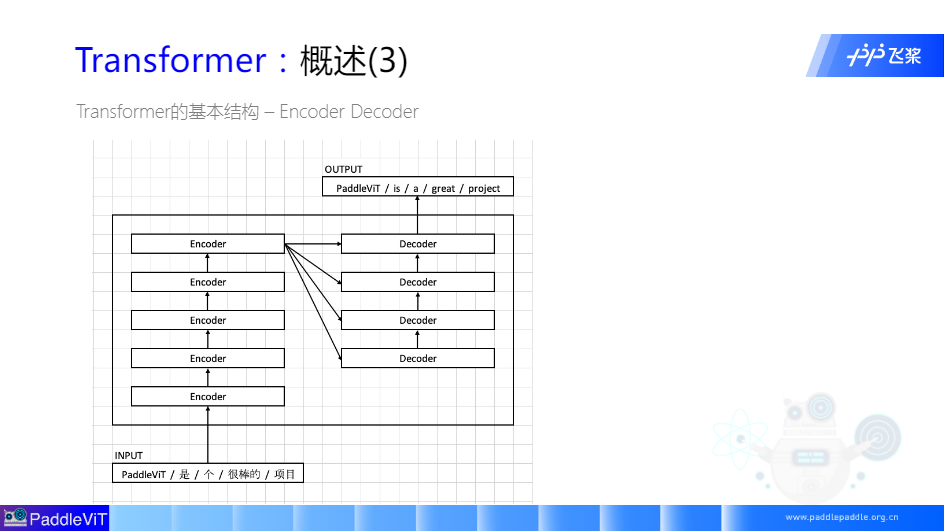 Transformer：概述(3)
飞桨
Transformer的基本结构 – Encoder Decoder
OUTPUT
PaddleViT / is / a / great / project
Encoder
Decoder
Encoder
Decoder
Encoder
Decoder
Encoder
Decoder
Encoder
INPUT
PaddleViT / 是 / 个 / 很棒的 / 项目
PaddleViT
www.paddlepaddle.org.cn